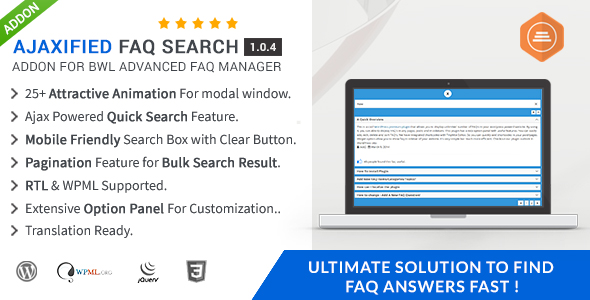 ADDON
AJAXIFIED FAQ SEARCH 1.0.4
ADDON FOR BWL ADVANCED FAQ MANAGER
25+ Attractive Animation For modal window.
Ajax Powered Quick Search Feature.
Mobile Friendly Search Box with Clear Button.
Pagination Feature for Bulk Search Result.
RTL & WPML Supported.
Extensive Option Panel For Customization..
Translation Ready.
WPML.ORG
jQuery
3
ULTIMATE SOLUTION TO FIND
FAQ ANSWERS FAST !